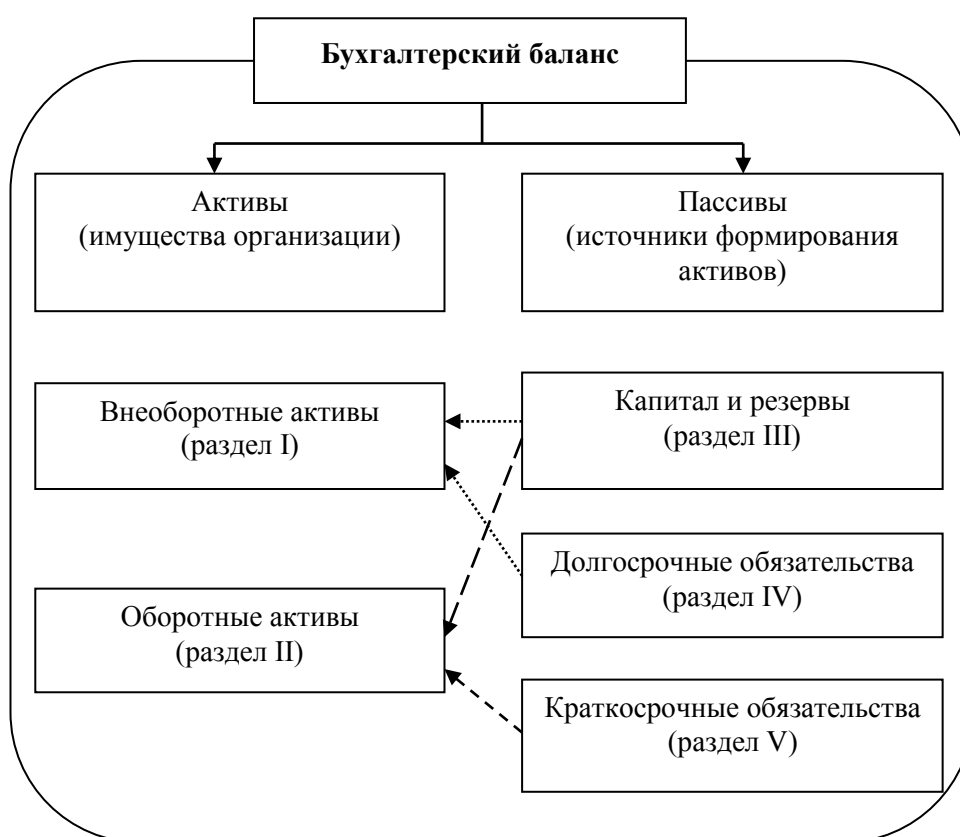 Бухгалтерский баланс
Активы
(имущества организации)
Пассивы
(источники формирования
активов)
Внеоборотные активы
(раздел I)
Капитал и резервы
(раздел III)
Долгосрочные обязательства
(раздел IV)
Оборотные активы
(раздел II)
Краткосрочные обязательства
(раздел V)